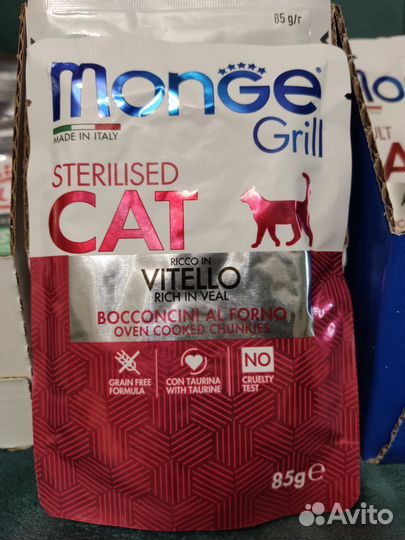 85 g/г
monge
MADE IN ITALY
Grill
STERILISED
CAT
RICCO IN
VITELLO
RICH IN VEAL
BOCCONCINI AL FORNO
OVEN COOKED CHUNKIES
GRAIN FREE
FORMULA
CON TAURINA
WITH TAURINE
NO
CRUELTY
TEST
85g e
Avito